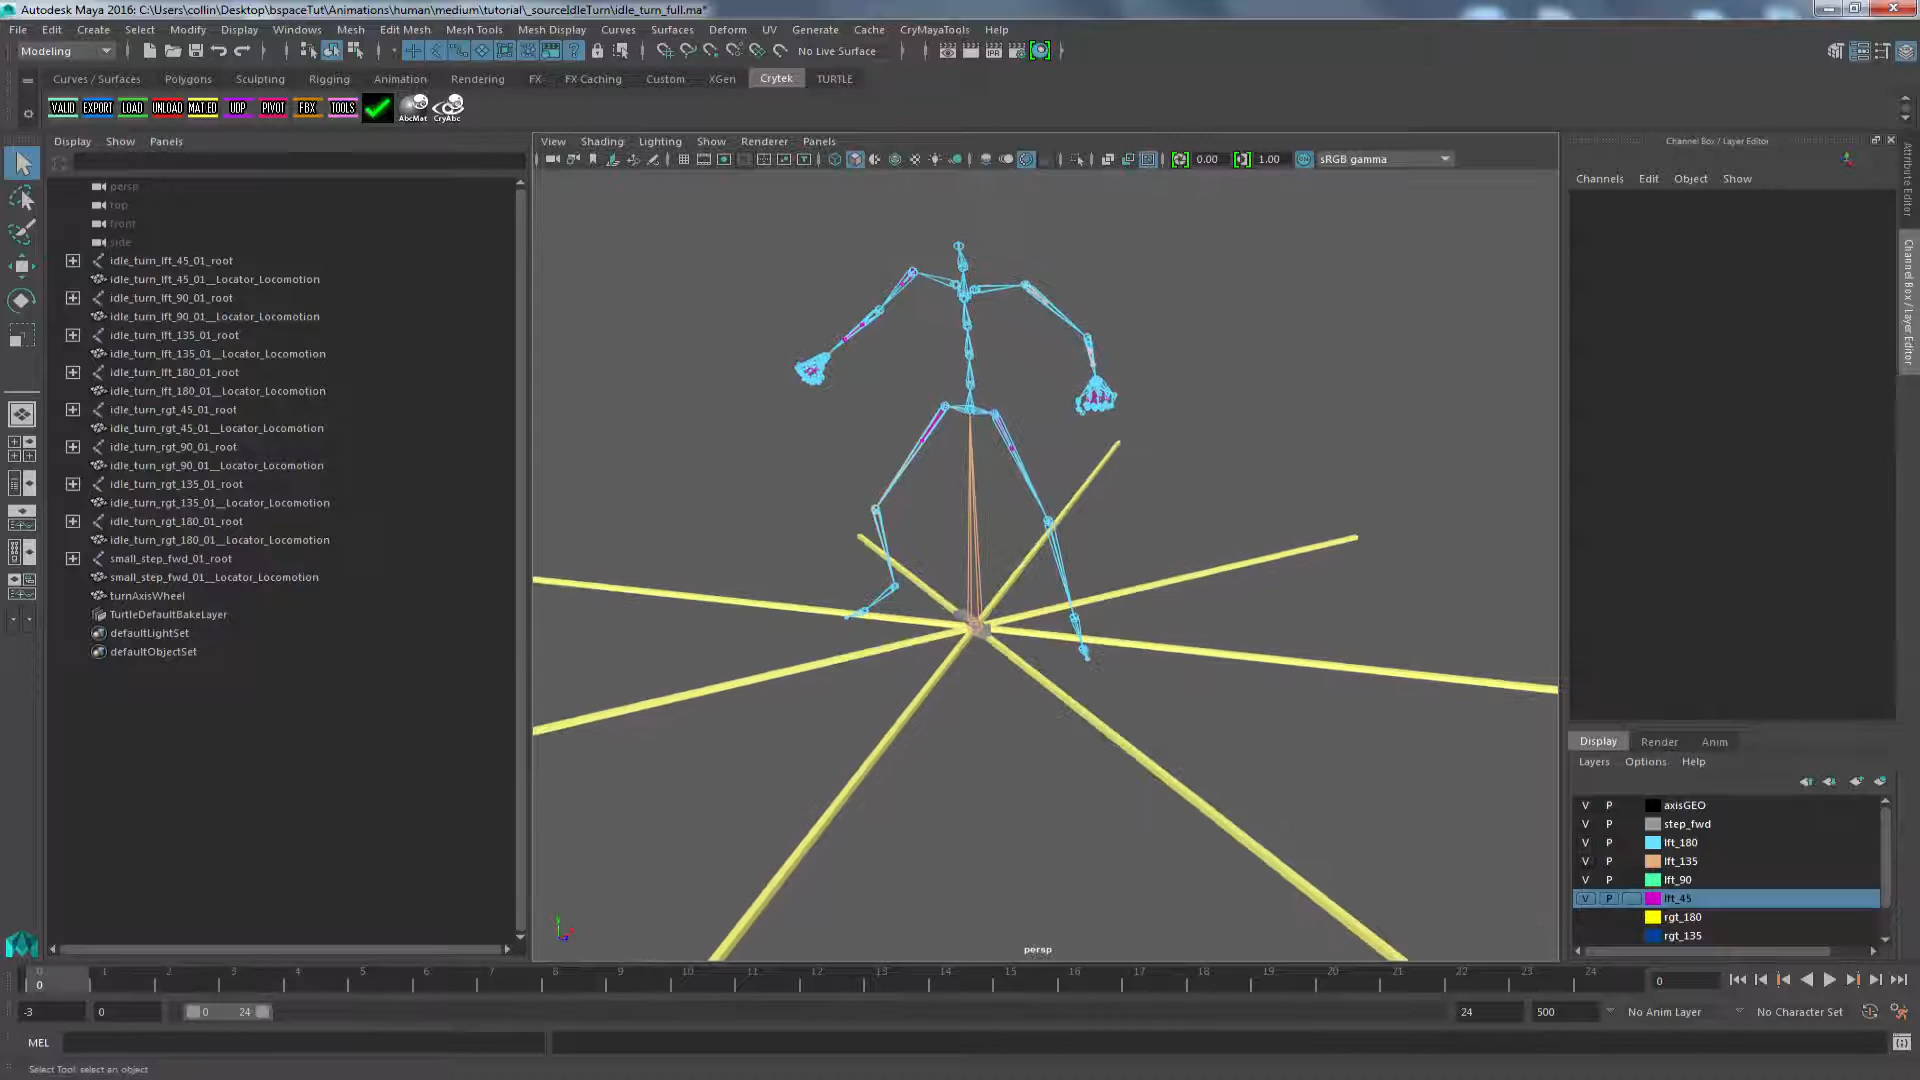 Autodesk Maya 2016: C:\Users\collin\Desktop\bspaceTut\Animations\human\medium\tutorial\_sourceIdleTurn\idle_turn_full.ma*
File Edit Create Select Modify Display Windows Mesh Edit Mesh Mesh Tools Mesh Display Curves Surfaces Deform UV Generate Cache CryMayaTools Help
Modeling No Live Surface
Curves / Surfaces Polygons Sculpting Rigging Animation Rendering FX FX Caching Custom XGen Crytek TURTLE
VALID EXPORT LOAD UNLOAD MAT.ED UDP PIVOT FBX TOOLS AbcMat CryAbc
Display Show Panels
View Shading Lighting Show Renderer Panels
Channel Box / Layer Editor
0.00 1.00 sRGB gamma
Channels Edit Object Show
Attribute Editor
Channel Box / Layer Editor
persp
top
front
side
idle_turn_lft_45_01_root
idle_turn_lft_45_01__Locator_Locomotion
idle_turn_lft_90_01_root
idle_turn_lft_90_01__Locator_Locomotion
idle_turn_lft_135_01_root
idle_turn_lft_135_01__Locator_Locomotion
idle_turn_lft_180_01_root
idle_turn_lft_180_01__Locator_Locomotion
idle_turn_rgt_45_01_root
idle_turn_rgt_45_01__Locator_Locomotion
idle_turn_rgt_90_01_root
idle_turn_rgt_90_01__Locator_Locomotion
idle_turn_rgt_135_01_root
idle_turn_rgt_135_01__Locator_Locomotion
idle_turn_rgt_180_01_root
idle_turn_rgt_180_01__Locator_Locomotion
small_step_fwd_01_root
small_step_fwd_01__Locator_Locomotion
turnAxisWheel
TurtleDefaultBakeLayer
defaultLightSet
defaultObjectSet
persp
Display Render Anim
Layers Options Help
V P axisGEO
V P step_fwd
V P lft_180
V P lft_135
V P lft_90
V P lft_45
rgt_180
rgt_135
0 1 2 3 4 5 6 7 8 9 10 11 12 13 14 15 16 17 18 19 20 21 22 23 24
0 0
-3 0 0 24 24 500 No Anim Layer No Character Set
MEL
Select Tool: select an object